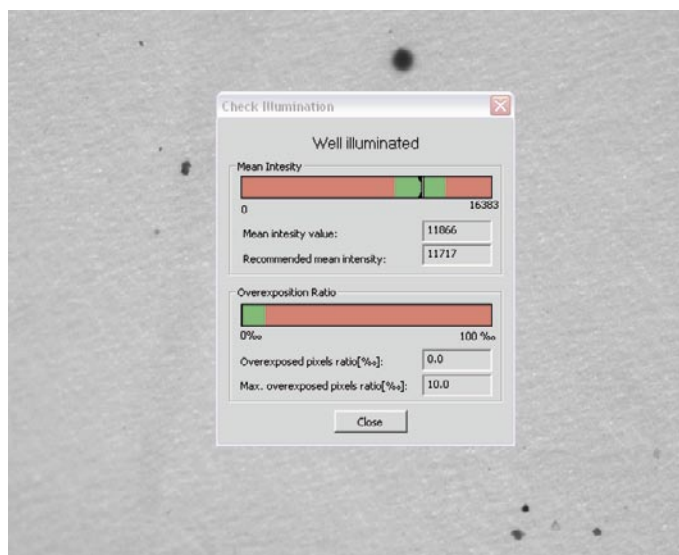 Check Illumination
Well illuminated
Mean Intesity
0 16383
Mean intesity value: 11866
Recommended mean intensity: 11717
Overexposition Ratio
0‰ 100 ‰
Overexposed pixels ratio[‰]: 0.0
Max. overexposed pixels ratio[‰]: 10.0
Close